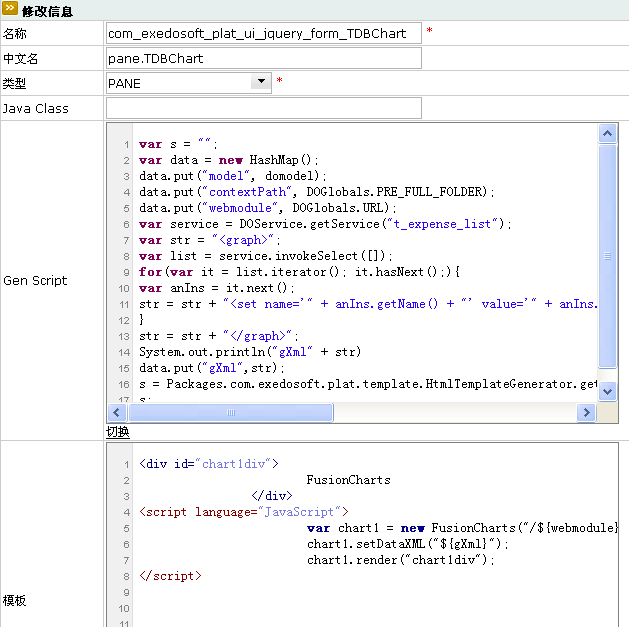 修改信息
名称 com_exedosoft_plat_ui_jquery_form_TDBChart *
中文名 pane.TDBChart
类型 PANE *
Java Class
Gen Script
1 var s = "";
2 var data = new HashMap();
3 data.put("model", domodel);
4 data.put("contextPath", DOGlobals.PRE_FULL_FOLDER);
5 data.put("webmodule", DOGlobals.URL);
6 var service = DOService.getService("t_expense_list");
7 var str = "<graph>";
8 var list = service.invokeSelect([]);
9 for(var it = list.iterator(); it.hasNext();){
10 var anIns = it.next();
11 str = str + "<set name='" + anIns.getName() + "' value='" + anIns.
12 }
13 str = str + "</graph>";
14 System.out.println("gXml" + str)
15 data.put("gXml",str);
16 s = Packages.com.exedosoft.plat.template.HtmlTemplateGenerator.get
17 s;
切换
模板
1 <div id="chart1div">
2 FusionCharts
3 </div>
4 <script language="JavaScript">
5 var chart1 = new FusionCharts("/${webmodule}
6 chart1.setDataXML("${gXml}");
7 chart1.render("chart1div");
8 </script>
9
10
11